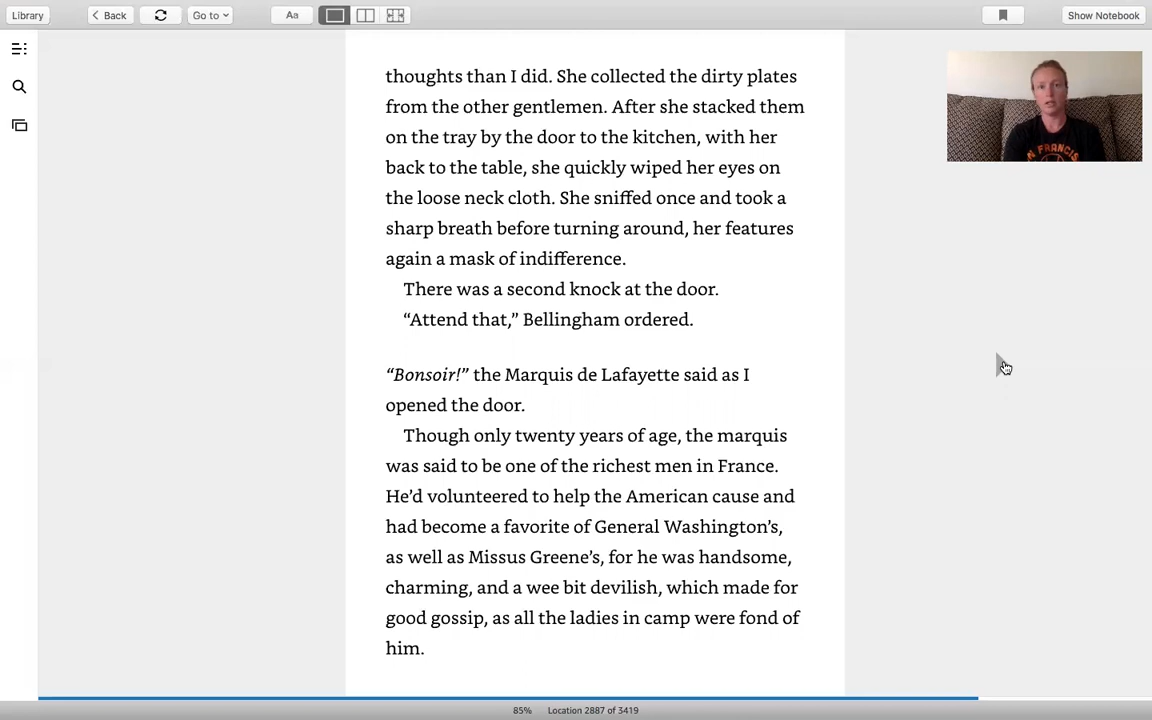 Library
Back
Go to
Aa
Show Notebook
thoughts than I did. She collected the dirty plates
from the other gentlemen. After she stacked them
on the tray by the door to the kitchen, with her
back to the table, she quickly wiped her eyes on
the loose neck cloth. She sniffed once and took a
sharp breath before turning around, her features
again a mask of indifference.
There was a second knock at the door.
“Attend that,” Bellingham ordered.
“Bonsoir!” the Marquis de Lafayette said as I
opened the door.
Though only twenty years of age, the marquis
was said to be one of the richest men in France.
He’d volunteered to help the American cause and
had become a favorite of General Washington’s,
as well as Missus Greene’s, for he was handsome,
charming, and a wee bit devilish, which made for
good gossip, as all the ladies in camp were fond of
him.
N FRANCIS
85% Location 2887 of 3419